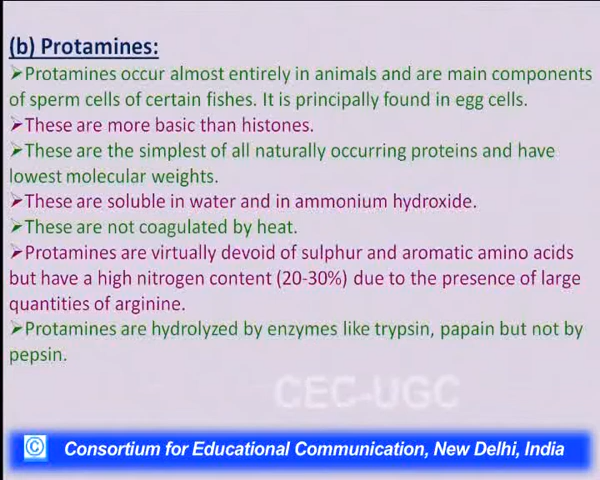 (b) Protamines:
➢Protamines occur almost entirely in animals and are main components
of sperm cells of certain fishes. It is principally found in egg cells.
➢These are more basic than histones.
➢These are the simplest of all naturally occurring proteins and have
lowest molecular weights.
➢These are soluble in water and in ammonium hydroxide.
➢These are not coagulated by heat.
➢Protamines are virtually devoid of sulphur and aromatic amino acids
but have a high nitrogen content (20-30%) due to the presence of large
quantities of arginine.
➢Protamines are hydrolyzed by enzymes like trypsin, papain but not by
pepsin.
CEC-UGC
© Consortium for Educational Communication, New Delhi, India